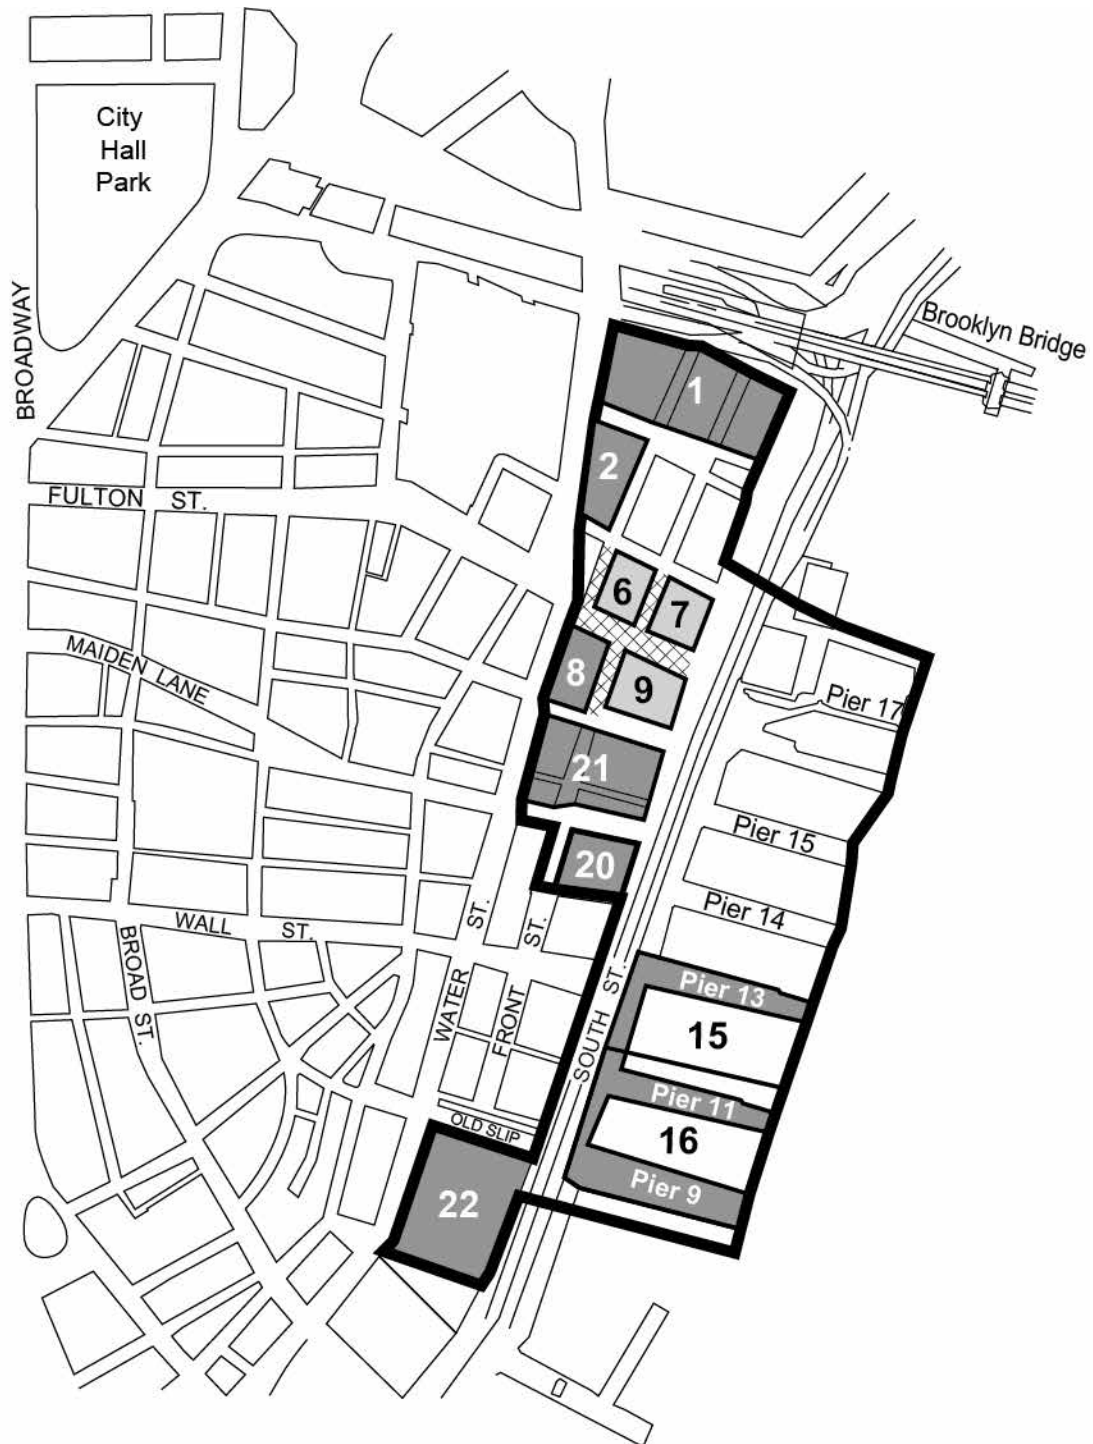 City
Hall
Park
BROADWAY
Brooklyn Bridge
1
2
FULTON ST.
6
7
MAIDEN LANE
8
9
Pier 17
21
Pier 15
20
Pier 14
WALL ST.
BROAD ST.
WATER ST.
FRONT ST.
SOUTH ST.
Pier 13
15
Pier 11
OLD SLIP
16
Pier 9
22